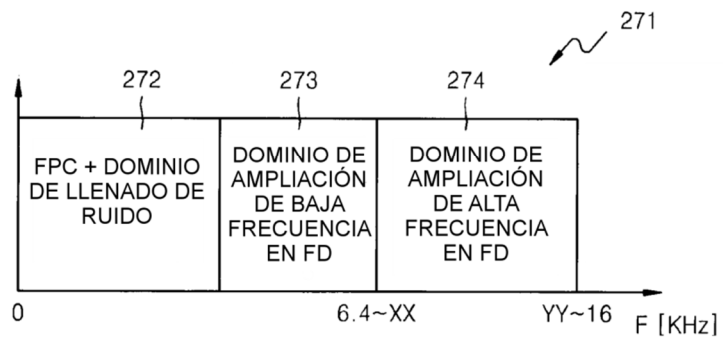 271
272
273
274
FPC + DOMINIO
DE LLENADO DE
RUIDO
DOMINIO DE
AMPLIACIÓN
DE BAJA
FRECUENCIA
EN FD
DOMINIO DE
AMPLIACIÓN
DE ALTA
FRECUENCIA
EN FD
0
6.4~XX
YY~16
F [KHz]